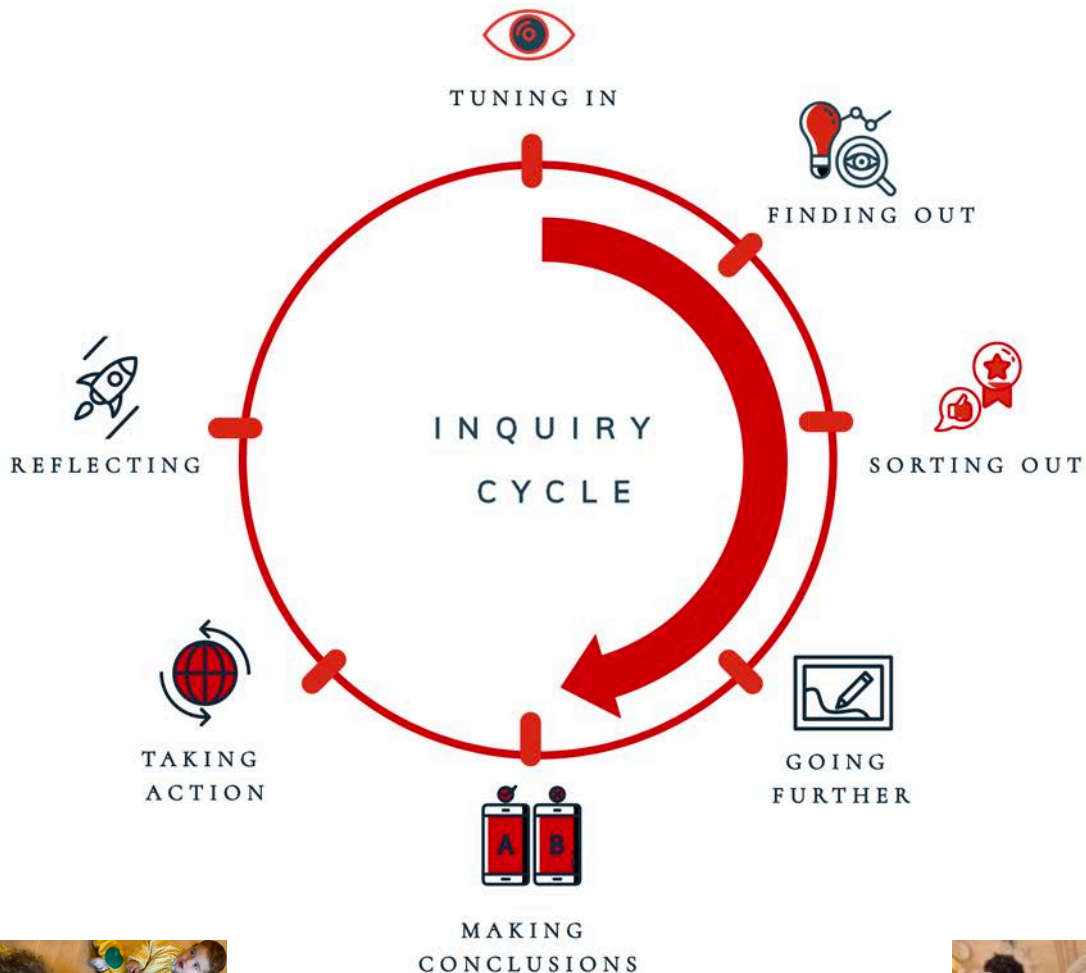 TUNING IN
FINDING OUT
SORTING OUT
GOING
FURTHER
MAKING
CONCLUSIONS
TAKING
ACTION
REFLECTING
INQUIRY
CYCLE
A
B